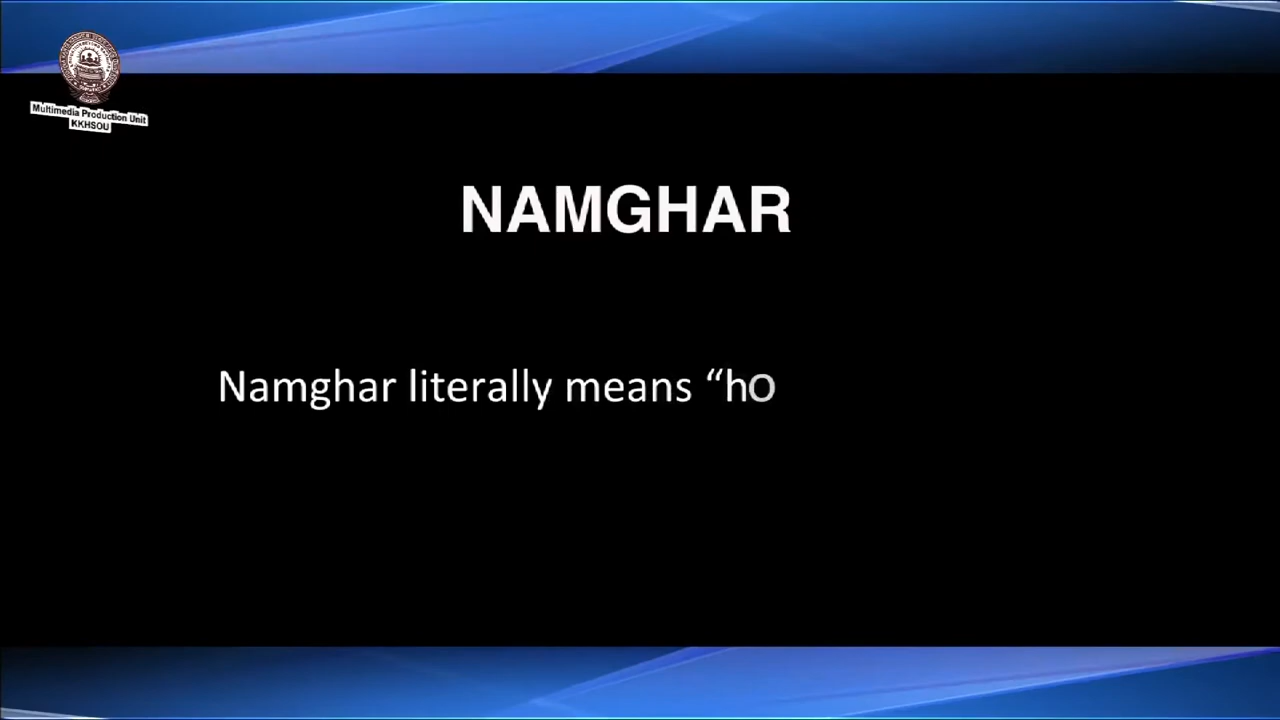 Multimedia Production Unit
KKHSOU
NAMGHAR
Namghar literally means “ho